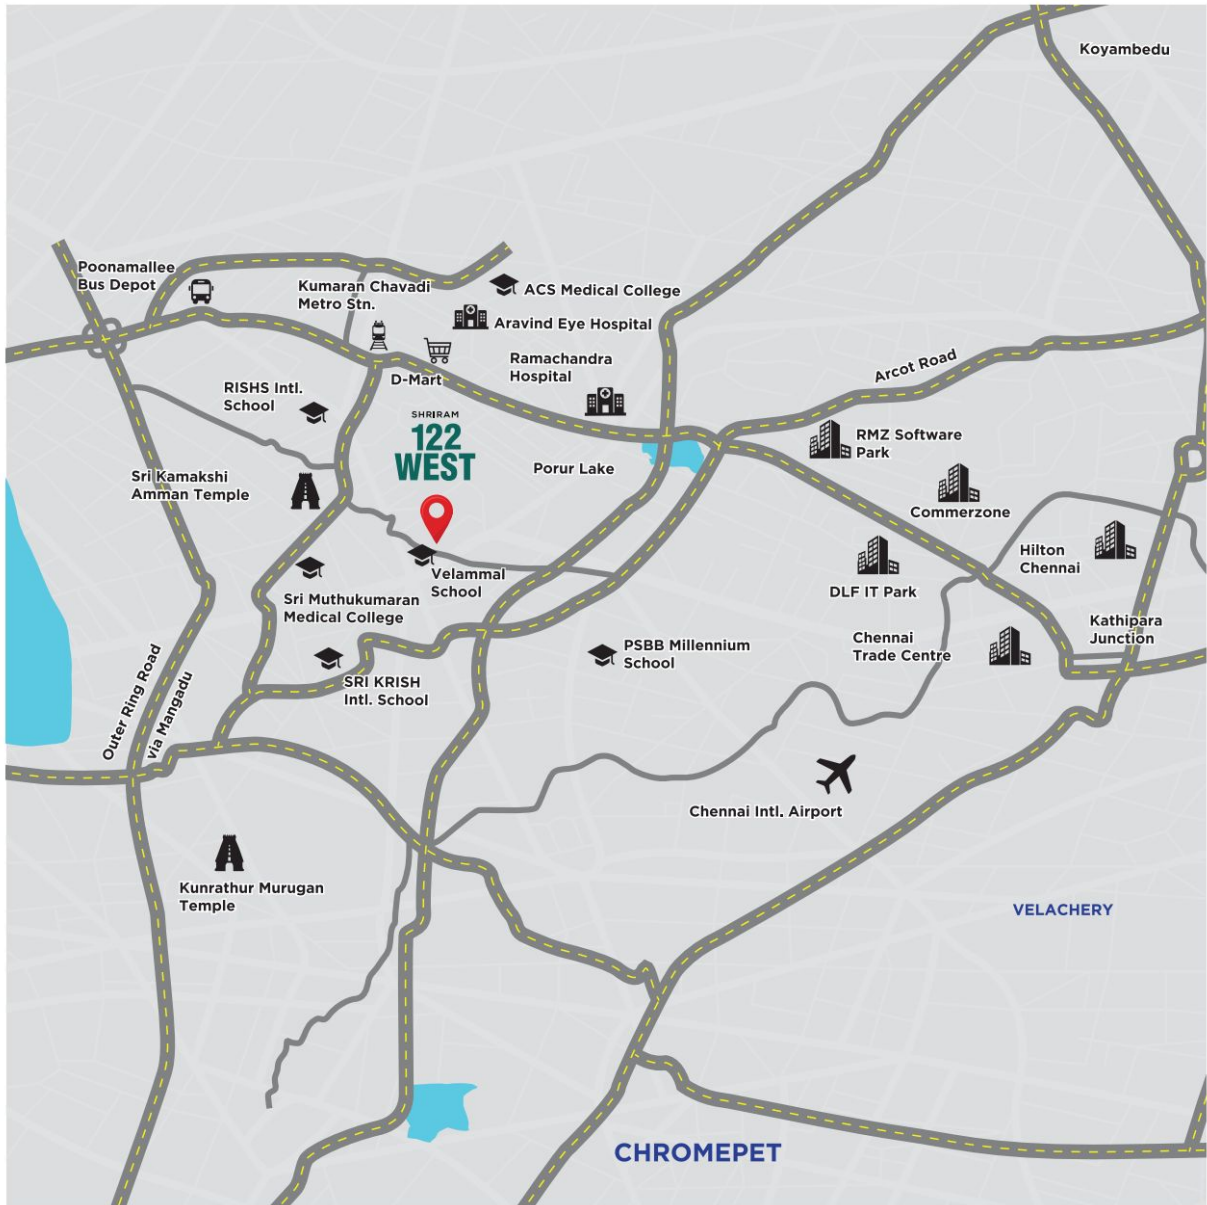 Koyambedu
Poonamallee
Bus Depot
Kumaran Chavadi
Metro Stn.
ACS Medical College
Aravind Eye Hospital
Ramachandra
Hospital
D-Mart
RISHS Intl.
School
Arcot Road
SHRIRAM
122
WEST
RMZ Software
Park
Porur Lake
Sri Kamakshi
Amman Temple
Commerzone
Hilton
Chennai
Velammal
School
DLF IT Park
Sri Muthukumaran
Medical College
Kathipara
Junction
Chennai
Trade Centre
PSBB Millennium
School
SRI KRISH
Intl. School
Outer Ring Road
via Mangadu
Chennai Intl. Airport
Kunrathur Murugan
Temple
VELACHERY
CHROMEPET